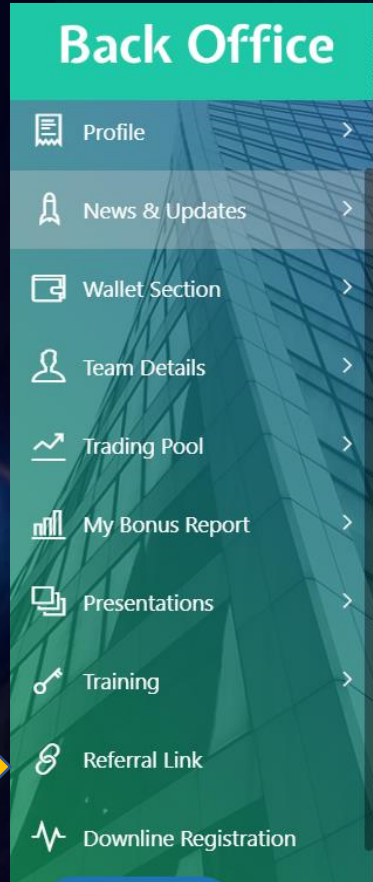 Back Office
Profile
News & Updates
Wallet Section
Team Details
Trading Pool
My Bonus Report
Presentations
Training
Referral Link
Downline Registration